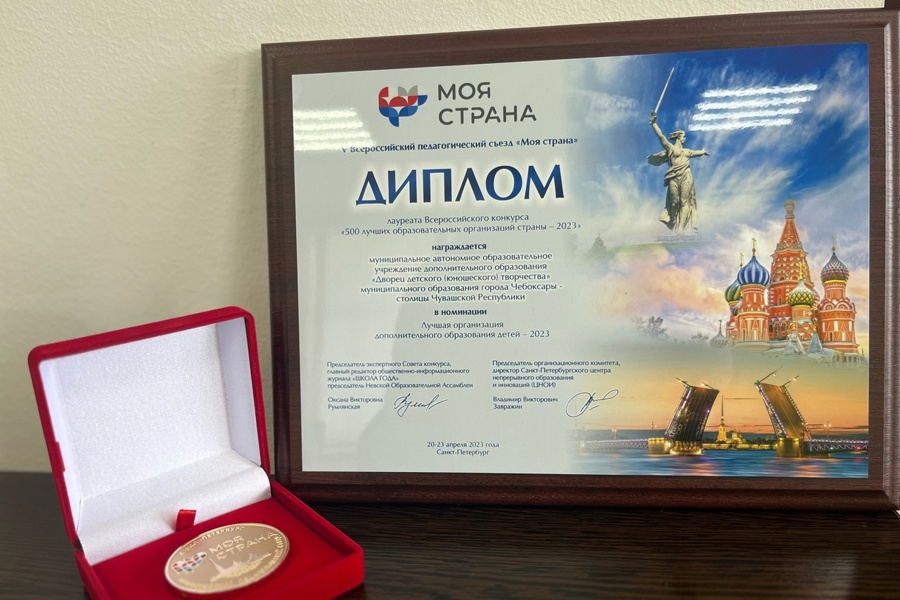 МОЯ
СТРАНА
V Всероссийский педагогический съезд «Моя страна»
ДИПЛОМ
лауреата Всероссийского конкурса
«500 лучших образовательных организаций страны – 2023»
награждается
муниципальное автономное образовательное
учреждение дополнительного образования
«Дворец детского (юношеского) творчества»
муниципального образования города Чебоксары -
столицы Чувашской Республики
в номинации
Лучшая организация
дополнительного образования детей – 2023
Председатель экспертного Совета конкурса,
главный редактор общественно-информационного
журнала «ШКОЛА ГОДА»
председатель Невской Образовательной Ассамблеи
Оксана Викторовна
Румлянская
Председатель организационного комитета,
директор Санкт-Петербургского центра
непрерывного образования
и инноваций (ЦНОИ)
Владимир Викторович
Завражин
20-23 апреля 2023 года
Санкт-Петербург
САНКТ-ПЕТЕРБУРГ
МОЯ
СТРАНА